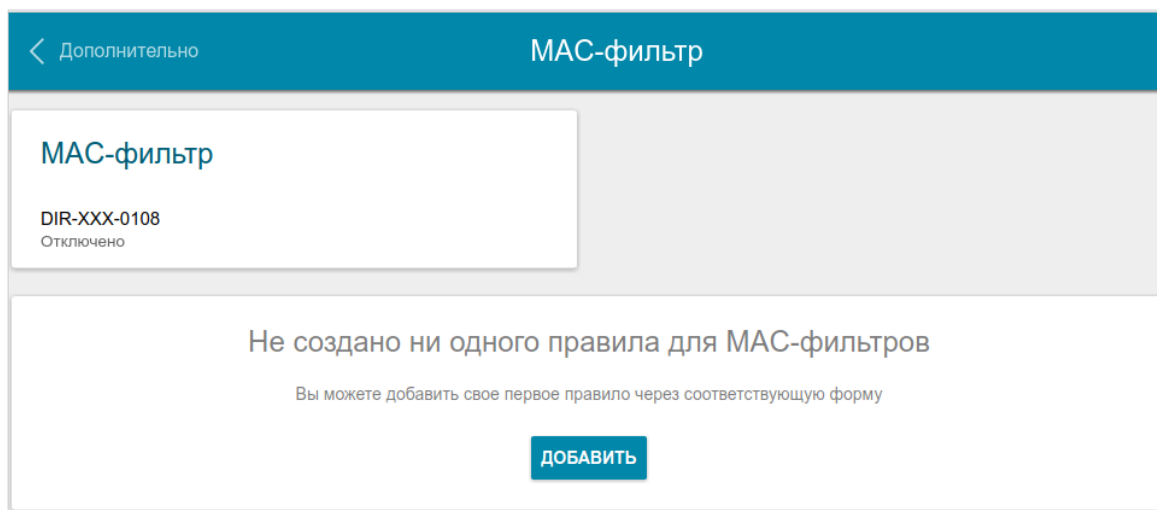 Дополнительно
MAC-фильтр
MAC-фильтр
DIR-XXX-0108
Отключено
Не создано ни одного правила для MAC-фильтров
Вы можете добавить свое первое правило через соответствующую форму
ДОБАВИТЬ